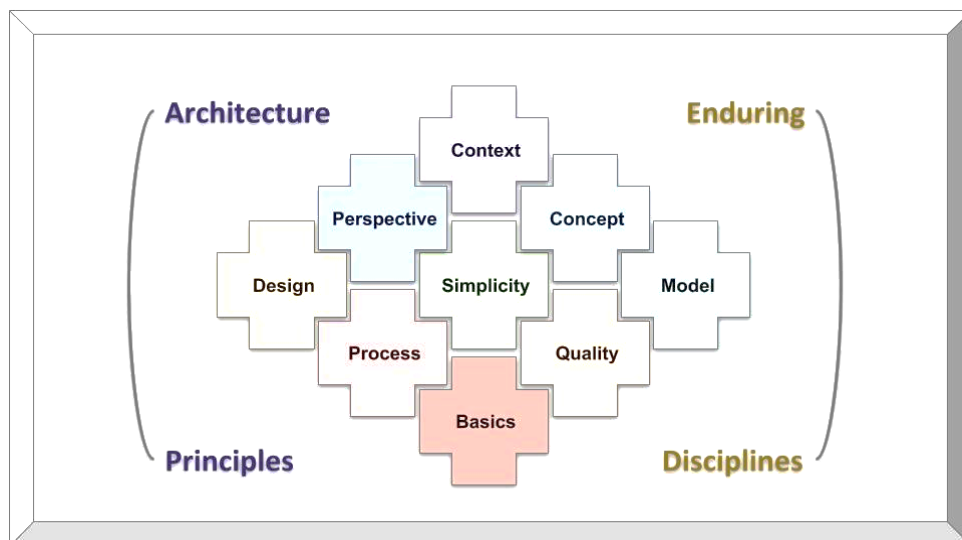 Architecture
Enduring
Context
Perspective
Concept
Design
Simplicity
Model
Process
Quality
Basics
Principles
Disciplines